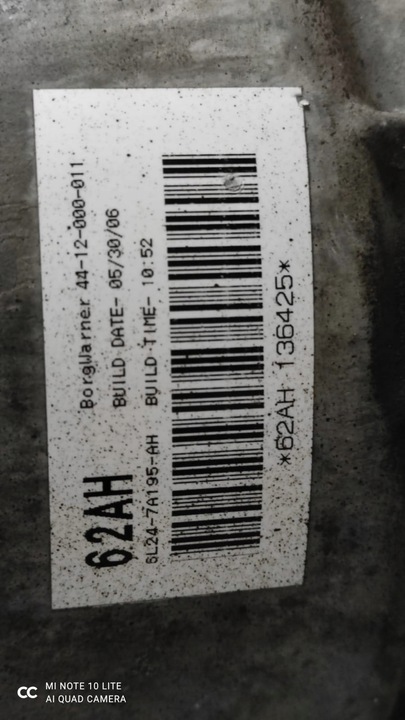 BorgWarner 44-12-000-011
BUILD DATE- 05/30/06
62AH
6L24-7A195-AH BUILD TIME- 10:52
*62AH 136425*
MI NOTE 10 LITE
AI QUAD CAMERA